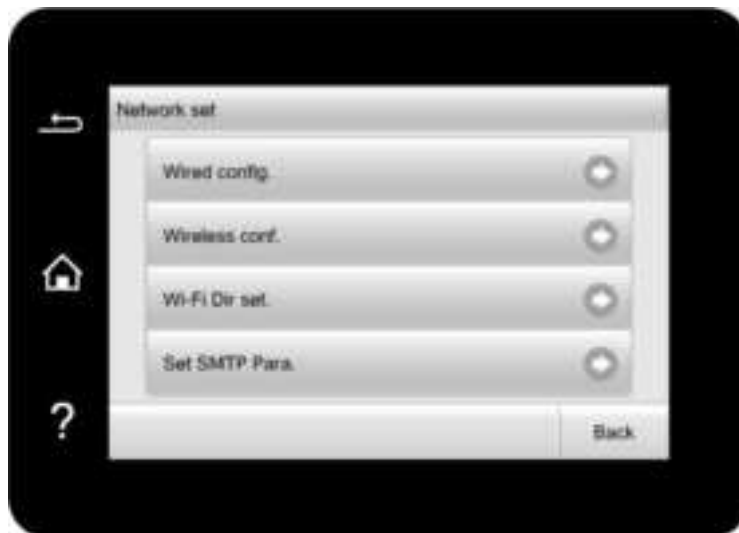 Network set
Wired config.
Wireless conf.
Wi-Fi Dir set.
Set SMTP Para.
?
Back